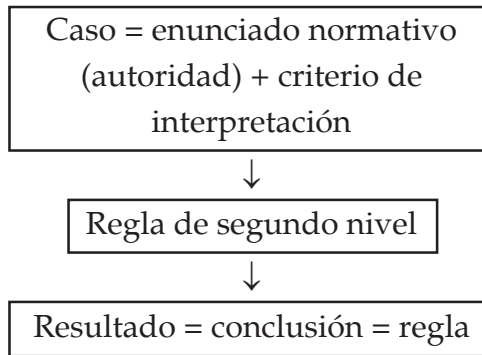 Caso = enunciado normativo
(autoridad) + criterio de
interpretación
↓
Regla de segundo nivel
↓
Resultado = conclusión = regla